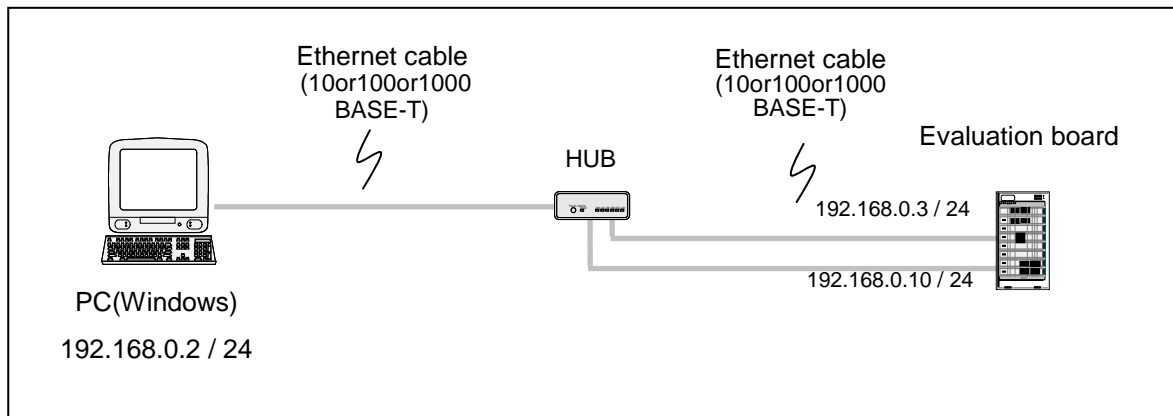 Ethernet cable
(10or100or1000
BASE-T)
Ethernet cable
(10or100or1000
BASE-T)
Evaluation board
HUB
192.168.0.3 / 24
192.168.0.10 / 24
PC(Windows)
192.168.0.2 / 24